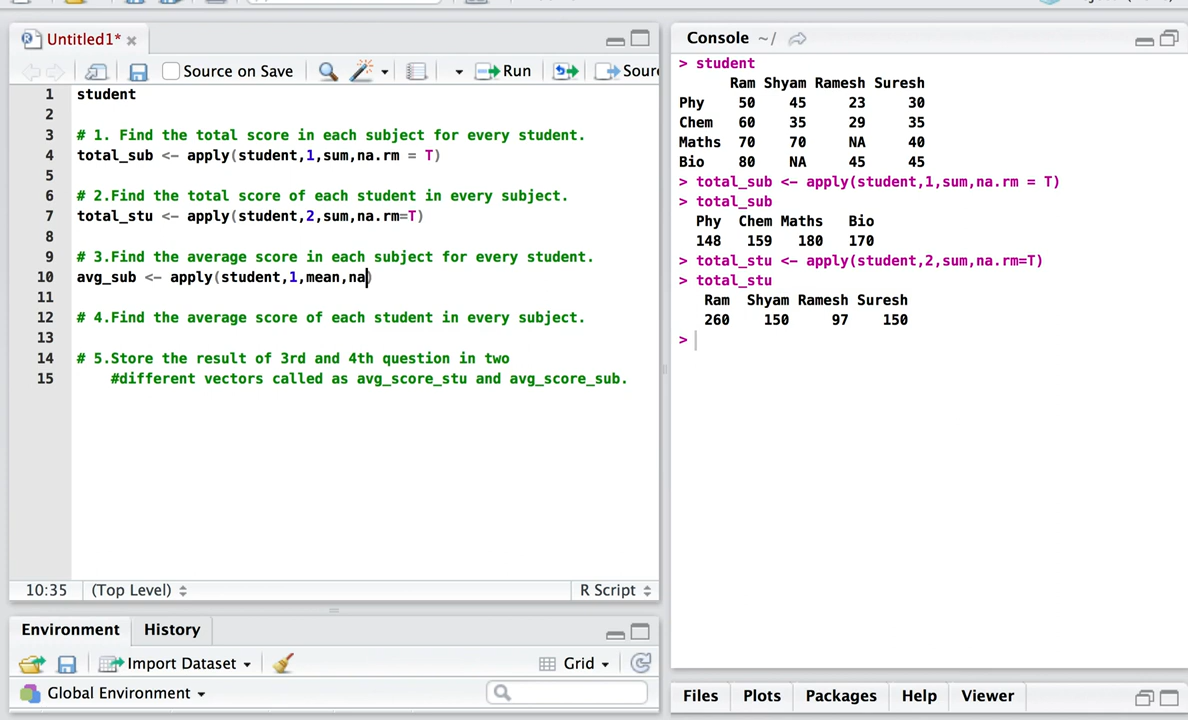 Untitled1*
Source on Save
Run
1 student
2
3 # 1. Find the total score in each subject for every student.
4 total_sub <- apply(student,1,sum,na.rm = T)
5
6 # 2.Find the total score of each student in every subject.
7 total_stu <- apply(student,2,sum,na.rm=T)
8
9 # 3.Find the average score in each subject for every student.
10 avg_sub <- apply(student,1,mean,na)
11
12 # 4.Find the average score of each student in every subject.
13
14 # 5.Store the result of 3rd and 4th question in two
15 #different vectors called as avg_score_stu and avg_score_sub.
10:35 (Top Level) R Script
Environment History
Import Dataset Grid
Global Environment
Console ~/
> student
Ram Shyam Ramesh Suresh
Phy 50 45 23 30
Chem 60 35 29 35
Maths 70 70 NA 40
Bio 80 NA 45 45
> total_sub <- apply(student,1,sum,na.rm = T)
> total_sub
Phy Chem Maths Bio
148 159 180 170
> total_stu <- apply(student,2,sum,na.rm=T)
> total_stu
Ram Shyam Ramesh Suresh
260 150 97 150
>
Files Plots Packages Help Viewer